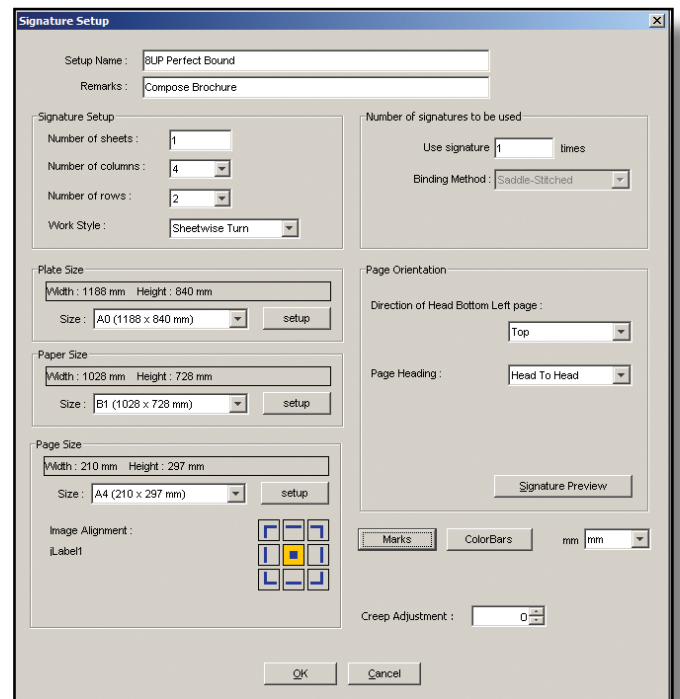 Signature Setup
Setup Name : 8UP Perfect Bound
Remarks : Compose Brochure
Signature Setup
Number of sheets : 1
Number of columns : 4
Number of rows : 2
Work Style : Sheetwise Turn
Number of signatures to be used
Use signature 1 times
Binding Method : Saddle-Stitched
Plate Size
Width : 1188 mm Height : 840 mm
Size : A0 (1188 x 840 mm) setup
Paper Size
Width : 1028 mm Height : 728 mm
Size : B1 (1028 x 728 mm) setup
Page Size
Width : 210 mm Height : 297 mm
Size : A4 (210 x 297 mm) setup
Image Alignment :
jLabel1
Page Orientation
Direction of Head Bottom Left page :
Top
Page Heading : Head To Head
Signature Preview
Marks ColorBars mm mm
Creep Adjustment : 0
OK Cancel